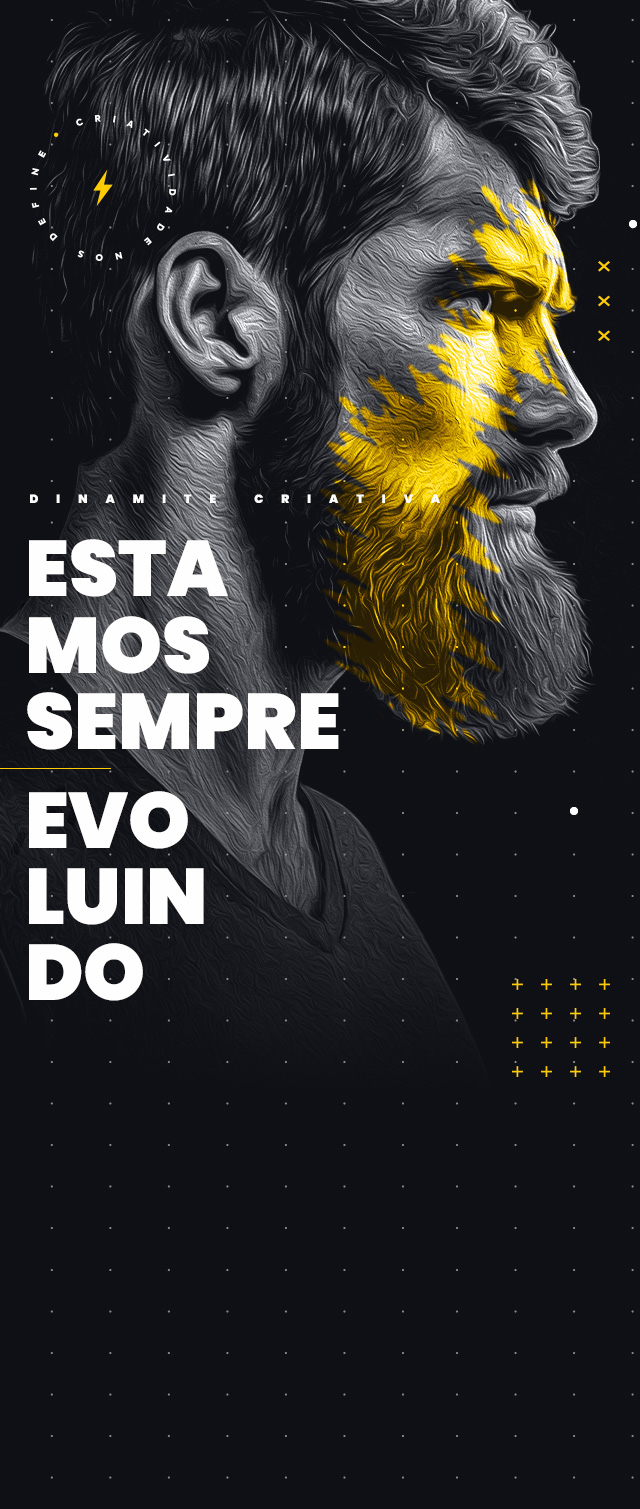 CRIATIVIDADE NOS DEFINE •
DINAMITE CRIATIVA
ESTA
MOS
SEMPRE
EVO
LUIN
DO